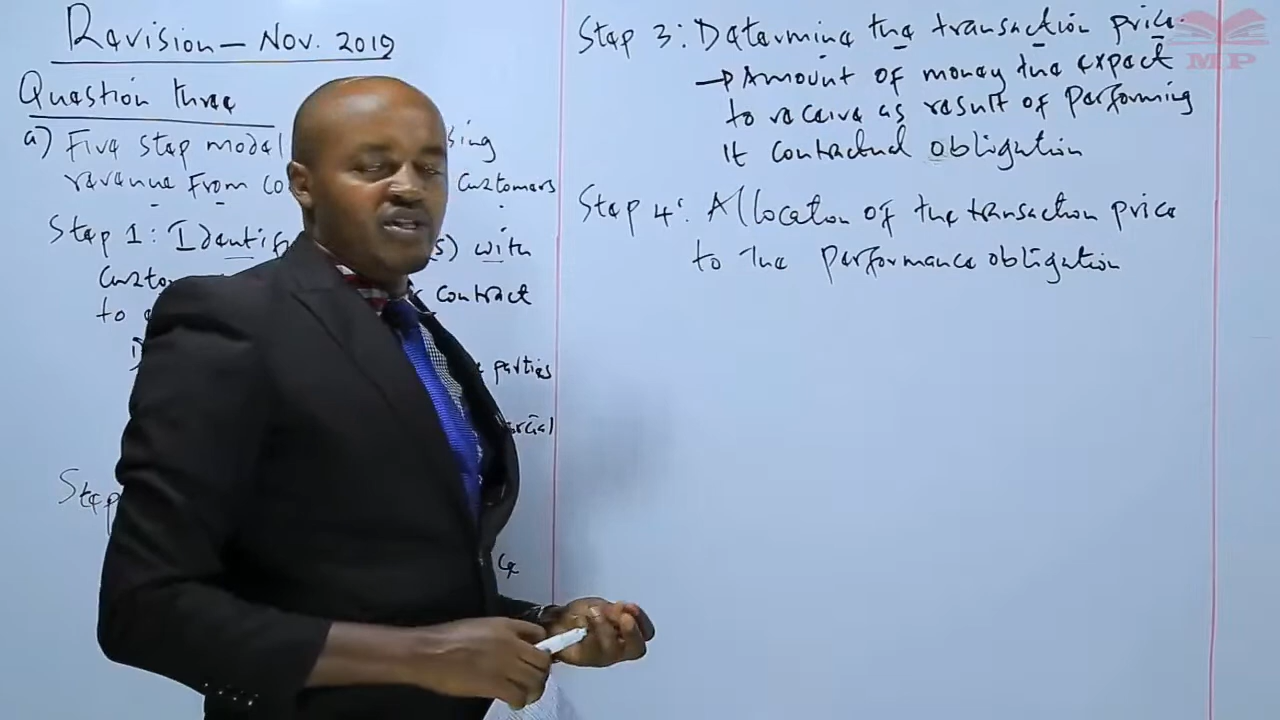 Revision - Nov. 2019
Question three
a) Five step model
revenue From co Customers
Step 1: Identif s) with
Custo contract
to
parties
Step
Step 3: Determine the transaction price.
→ Amount of money the expect
to receive as result of performing
it contractual obligation
Step 4: Allocation of the transaction price
to the performance obligation
MP